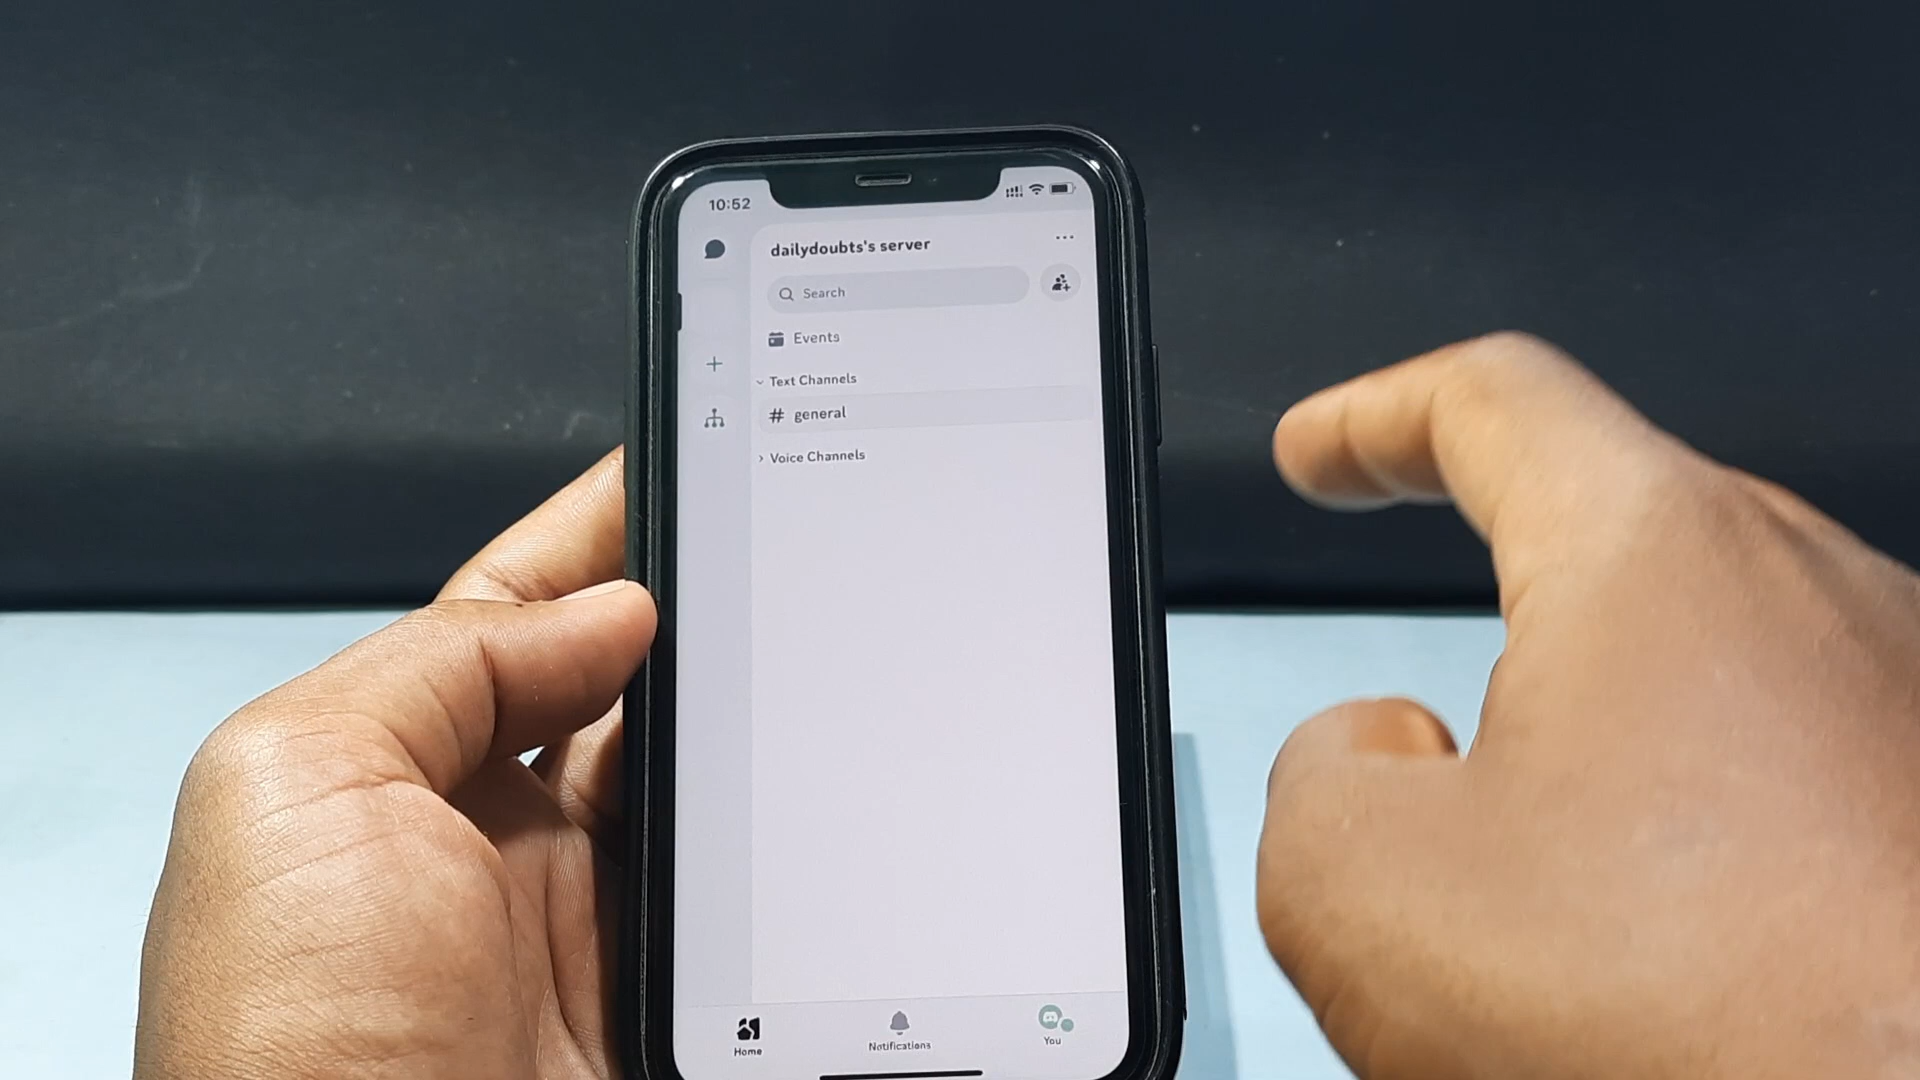 10:52
dailydoubts's server
Search
Events
Text Channels
# general
Voice Channels
Home
Notifications
You